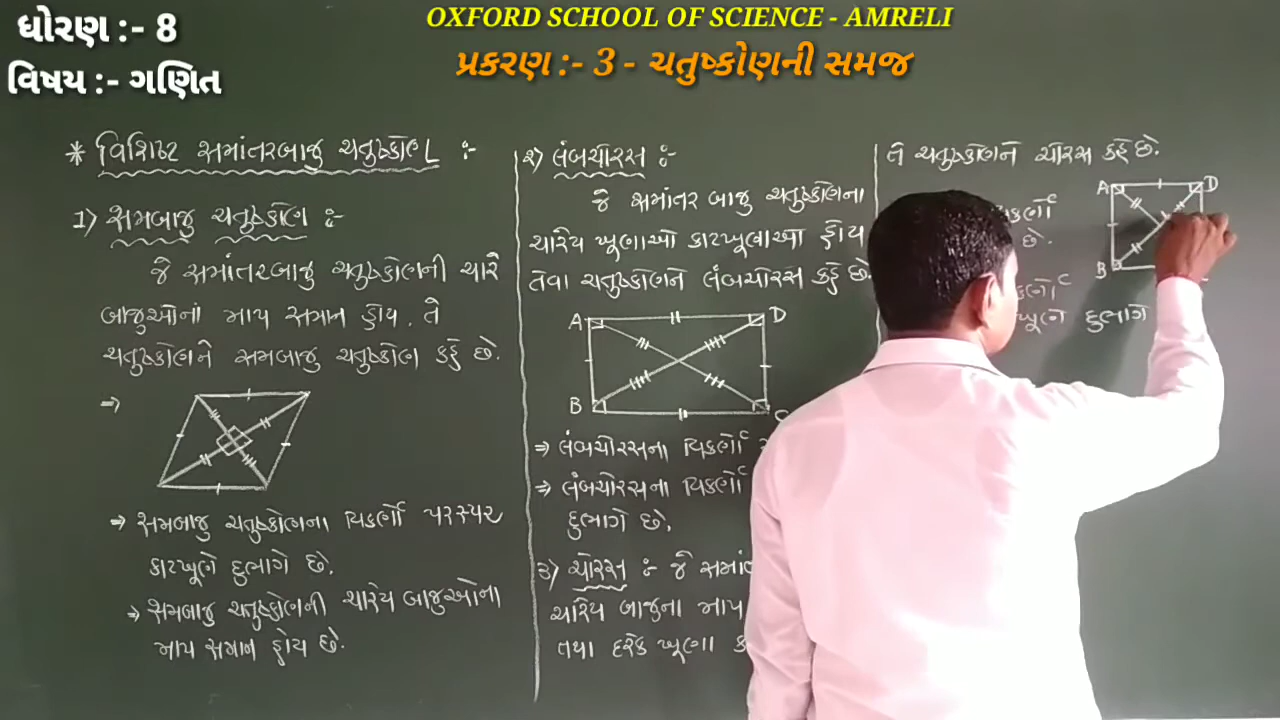 ધોરણ :- 8
વિષય :- ગણિત
OXFORD SCHOOL OF SCIENCE - AMRELI
પ્રકરણ :- 3 - ચતુષ્કોણની સમજ
* વિશિષ્ટ સમાંતરબાજુ ચતુષ્કોણ :-
1) સમબાજુ ચતુષ્કોણ :-
જે સમાંતરબાજુ ચતુષ્કોણની ચારે
બાજુઓનાં માપ સમાન હોય. તે
ચતુષ્કોણને સમબાજુ ચતુષ્કોણ કહે છે.
⇒
⇒ સમબાજુ ચતુષ્કોણના વિકર્ણો પરસ્પર
કાટખૂણે દુભાગે છે.
⇒ સમબાજુ ચતુષ્કોણની ચારેય બાજુઓના
માપ સમાન હોય છે.
૨) લંબચોરસ :-
જે સમાંતર બાજુ ચતુષ્કોણના
ચારેય ખૂણાઓ કાટખૂણાઓ હોય
તેવા ચતુષ્કોણને લંબચોરસ કહે છે.
A D
B C
⇒ લંબચોરસના વિકર્ણો
⇒ લંબચોરસના વિકર્ણો
દુભાગે છે.
૩) ચોરસ :- જે
ચારેય બાજુના માપ
તથા દરેક ખૂણા
તે ચતુષ્કોણને ચોરસ કહે છે.
A D
B
વિકર્ણો
છે.
દુભાગે